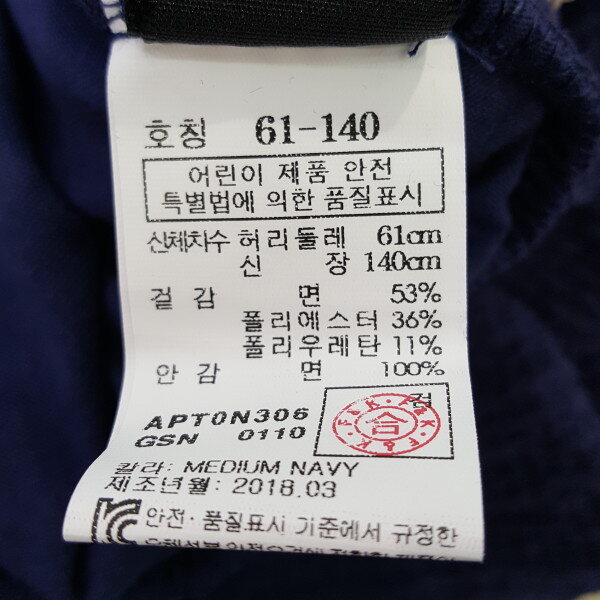 호칭 61-140
어린이 제품 안전
특별법에 의한 품질표시
신체치수 허리둘레 61cm
신 장 140cm
겉 감 면 53%
폴리에스터 36%
폴리우레탄 11%
안 감 면 100%
검
APT0N306
GSN 0110
合
칼라: MEDIUM NAVY
제조년월: 2018.03
안전·품질표시 기준에서 규정한